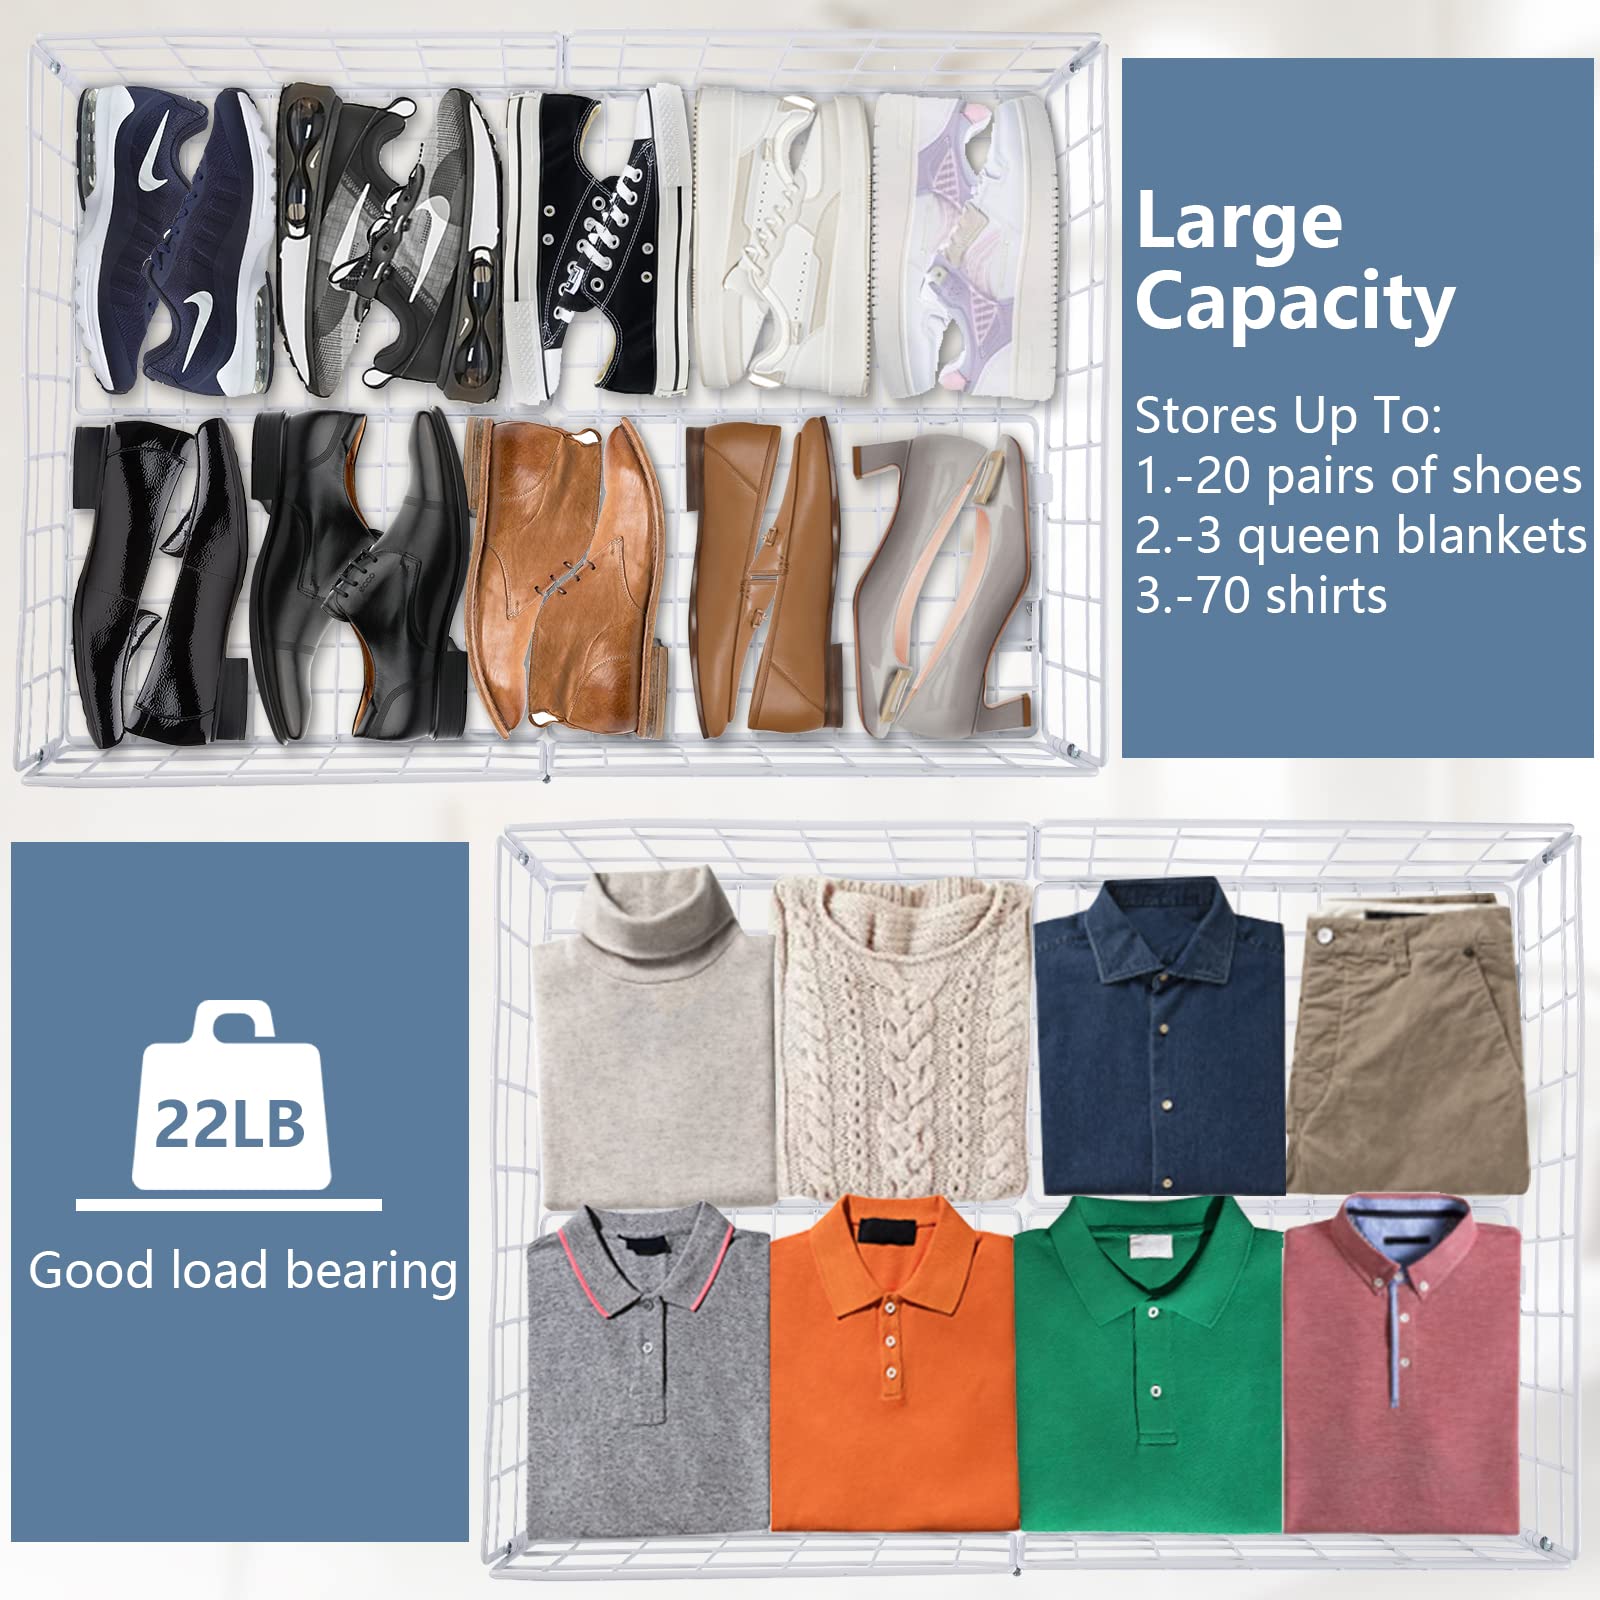 Large
Capacity
Stores Up To:
1.-20 pairs of shoes
2.-3 queen blankets
3.-70 shirts
22LB
Good load bearing